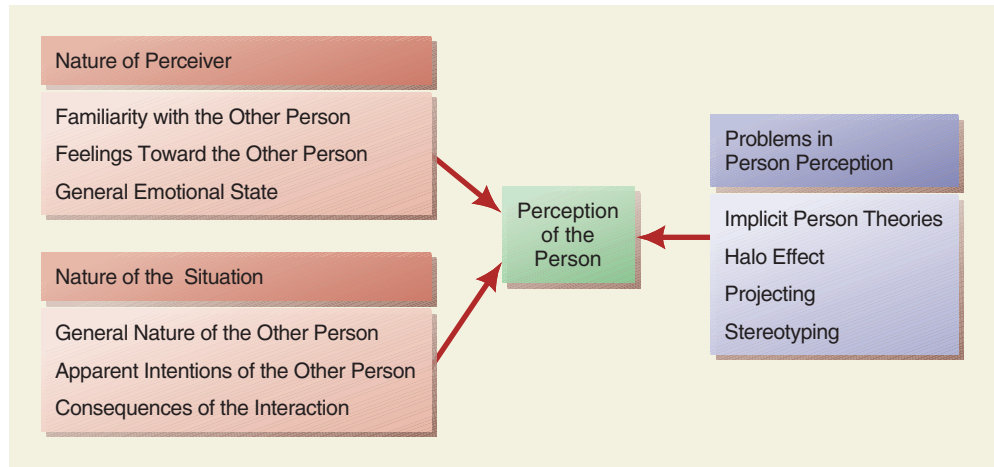 Nature of Perceiver
Familiarity with the Other Person
Feelings Toward the Other Person
General Emotional State
Nature of the Situation
General Nature of the Other Person
Apparent Intentions of the Other Person
Consequences of the Interaction
Perception
of the
Person
Problems in
Person Perception
Implicit Person Theories
Halo Effect
Projecting
Stereotyping